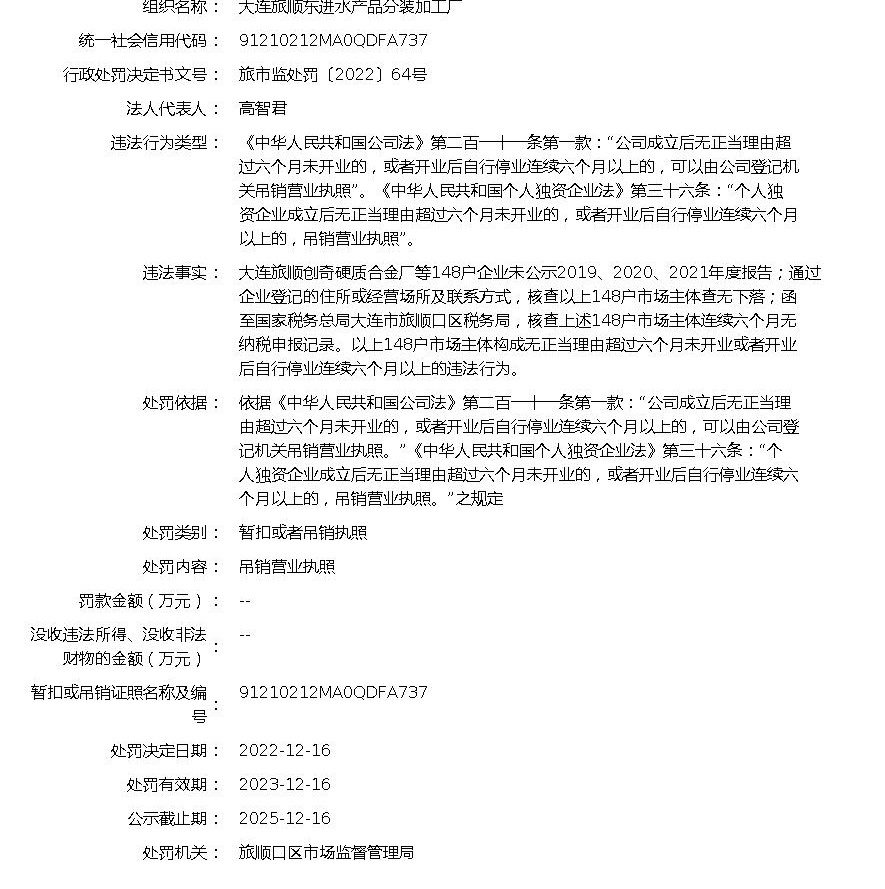 组织名称： 大连旅顺东进水产品分装加工厂
统一社会信用代码： 91210212MA0QDFA737
行政处罚决定书文号： 旅市监处罚〔2022〕64号
法人代表人： 高智君
违法行为类型： 《中华人民共和国公司法》第二百一十一条第一款：“公司成立后无正当理由超
过六个月未开业的，或者开业后自行停业连续六个月以上的，可以由公司登记机
关吊销营业执照”。《中华人民共和国个人独资企业法》第三十六条：“个人独
资企业成立后无正当理由超过六个月未开业的，或者开业后自行停业连续六个月
以上的，吊销营业执照”。
违法事实： 大连旅顺创奇硬质合金厂等148户企业未公示2019、2020、2021年度报告；通过
企业登记的住所或经营场所及联系方式，核查以上148户市场主体查无下落；函
至国家税务总局大连市旅顺口区税务局，核查上述148户市场主体连续六个月无
纳税申报记录。以上148户市场主体构成无正当理由超过六个月未开业或者开业
后自行停业连续六个月以上的违法行为。
处罚依据： 依据《中华人民共和国公司法》第二百一十一条第一款：“公司成立后无正当理
由超过六个月未开业的，或者开业后自行停业连续六个月以上的，可以由公司登
记机关吊销营业执照。”《中华人民共和国个人独资企业法》第三十六条：“个
人独资企业成立后无正当理由超过六个月未开业的，或者开业后自行停业连续六
个月以上的，吊销营业执照。”之规定
处罚类别： 暂扣或者吊销执照
处罚内容： 吊销营业执照
罚款金额（万元）： --
没收违法所得、没收非法
财物的金额（万元）： --
暂扣或吊销证照名称及编
号： 91210212MA0QDFA737
处罚决定日期： 2022-12-16
处罚有效期： 2023-12-16
公示截止期： 2025-12-16
处罚机关： 旅顺口区市场监督管理局